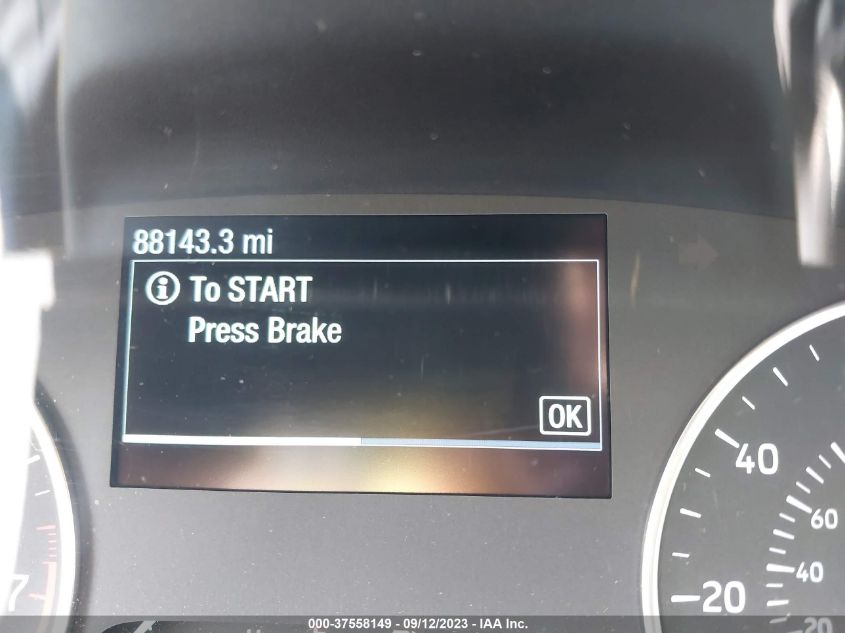 88143.3 mi
To START
Press Brake
OK
40
60
20
40
20
7
000-37558149 - 09/12/2023 - IAA Inc.